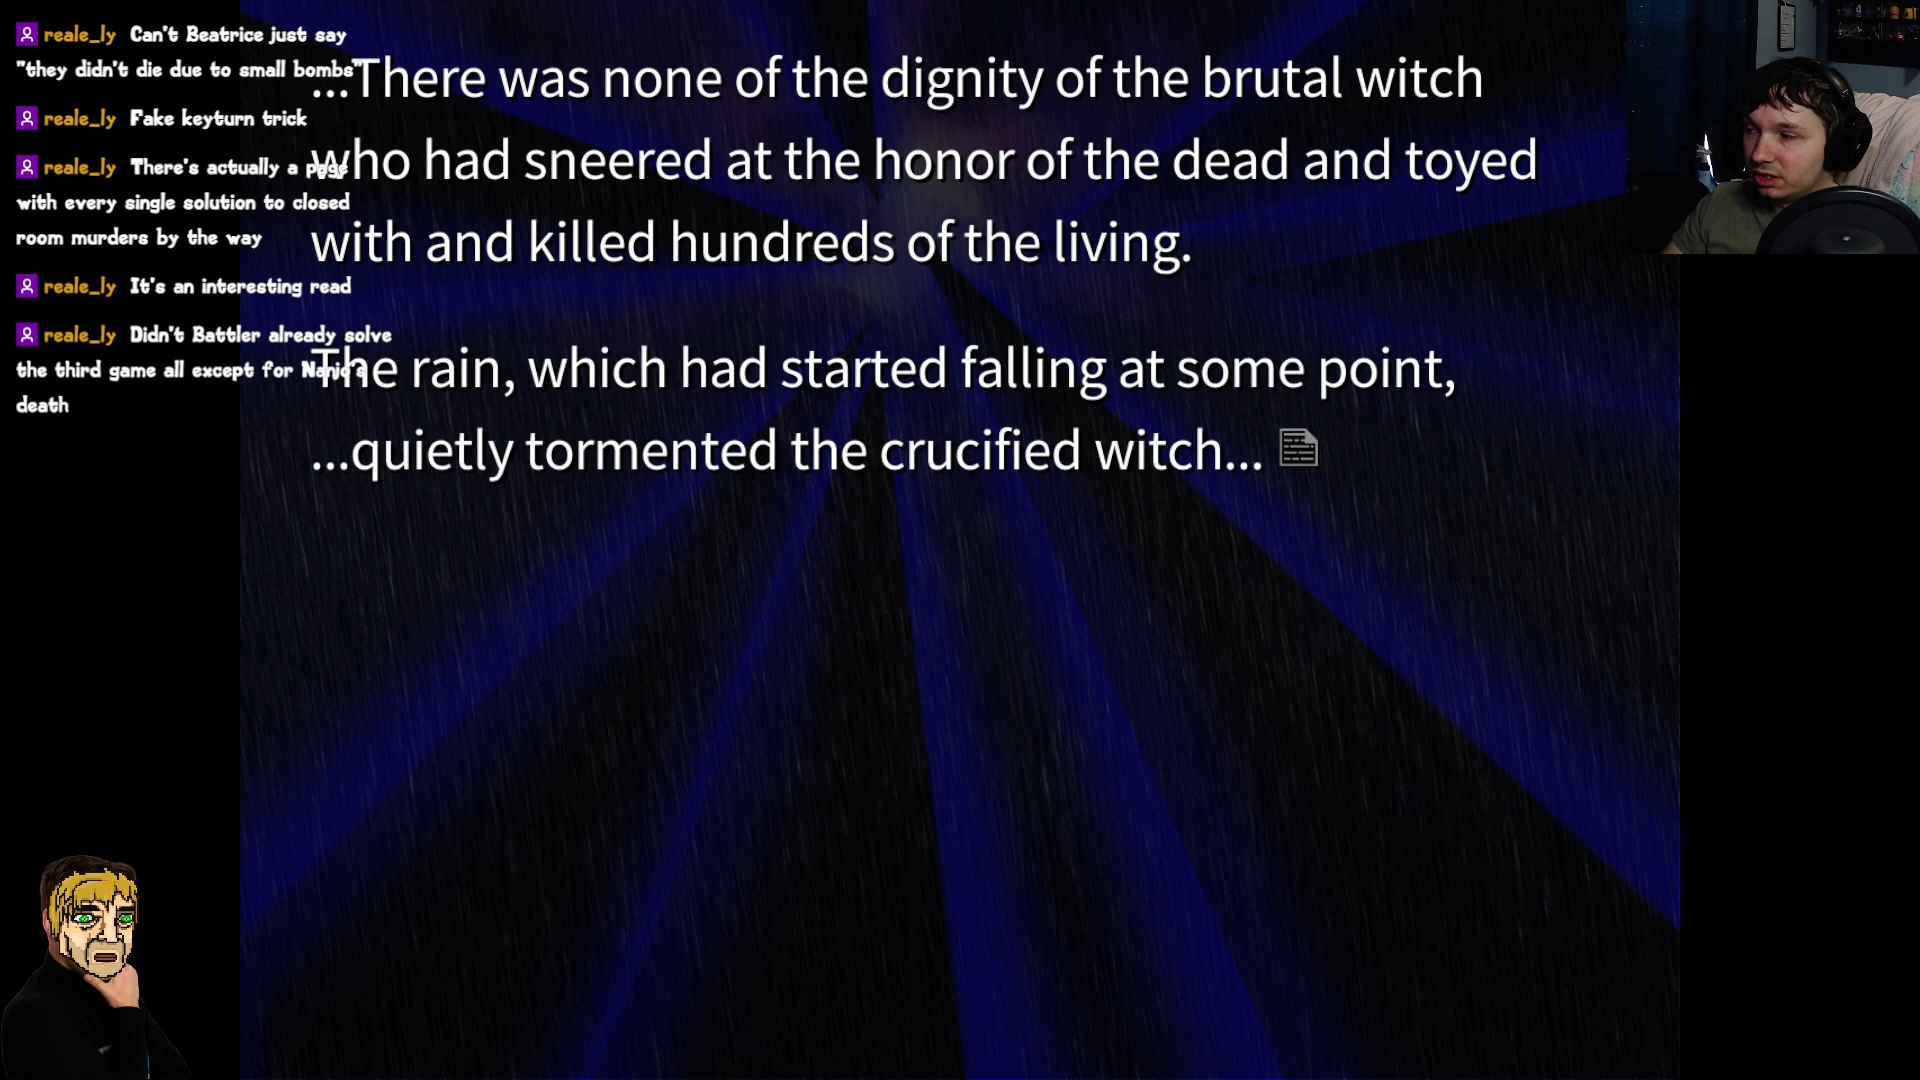 reale_ly Can't Beatrice just say
"they didn't die due to small bombs"
reale_ly Fake keyturn trick
reale_ly There's actually a page
with every single solution to closed
room murders by the way
reale_ly It's an interesting read
reale_ly Didn't Battler already solve
the third game all except for Nanjo's
death
...There was none of the dignity of the brutal witch
who had sneered at the honor of the dead and toyed
with and killed hundreds of the living.
The rain, which had started falling at some point,
...quietly tormented the crucified witch...